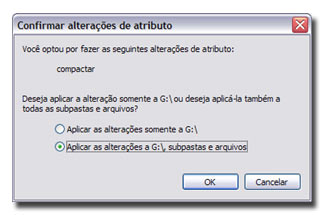 Confirmar alterações de atributo
Você optou por fazer as seguintes alterações de atributo:
compactar
Deseja aplicar a alteração somente a G:\ ou deseja aplicá-la também a
todas as subpastas e arquivos?
Aplicar as alterações somente a G:\
Aplicar as alterações a G:\, subpastas e arquivos
OK
Cancelar